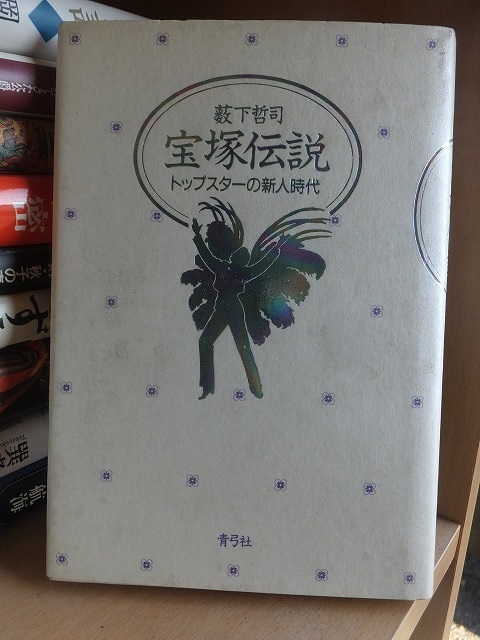 薮下哲司
宝塚伝説
トップスターの新人時代
青弓社